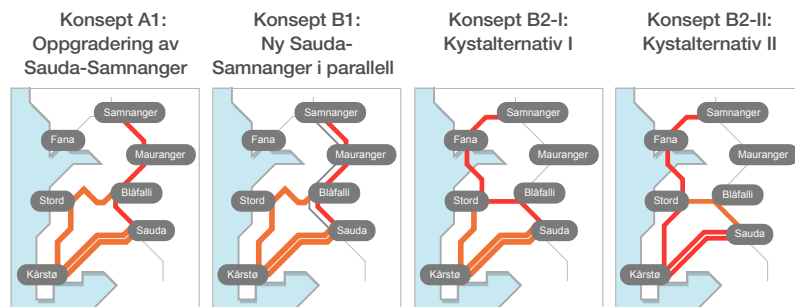 Konsept A1:
Oppgradering av
Sauda-Samnanger
Konsept B1:
Ny Sauda-
Samnanger i parallell
Konsept B2-I:
Kystalternativ I
Konsept B2-II:
Kystalternativ II
Samnanger
Fana
Mauranger
Blåfalli
Stord
Sauda
Kårstø
Samnanger
Fana
Mauranger
Blåfalli
Stord
Sauda
Kårstø
Samnanger
Fana
Mauranger
Blåfalli
Stord
Sauda
Kårstø
Samnanger
Fana
Mauranger
Blåfalli
Stord
Sauda
Kårstø